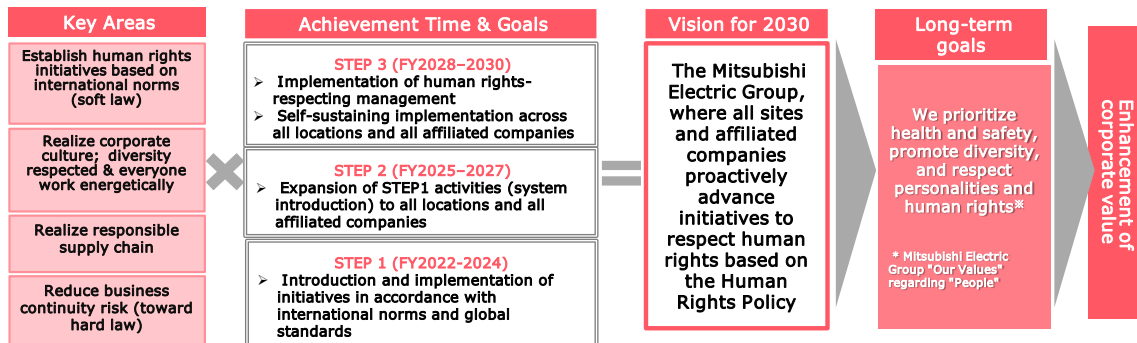 Key Areas
Establish human rights
initiatives based on
international norms
(soft law)
Realize corporate
culture; diversity
respected & everyone
work energetically
Realize responsible
supply chain
Reduce business
continuity risk (toward
hard law)
Achievement Time & Goals
STEP 3 (FY2028–2030)
➢ Implementation of human rights-
respecting management
➢ Self-sustaining implementation across
all locations and all affiliated companies
STEP 2 (FY2025–2027)
➢ Expansion of STEP1 activities (system
introduction) to all locations and all
affiliated companies
STEP 1 (FY2022-2024)
➢ Introduction and implementation of
initiatives in accordance with
international norms and global
standards
Vision for 2030
The Mitsubishi
Electric Group,
where all sites
and affiliated
companies
proactively
advance
initiatives to
respect human
rights based on
the Human
Rights Policy
Long-term
goals
We prioritize
health and safety,
promote diversity,
and respect
personalities and
human rights※
* Mitsubishi Electric
Group "Our Values"
regarding "People"
Enhancement of
corporate value